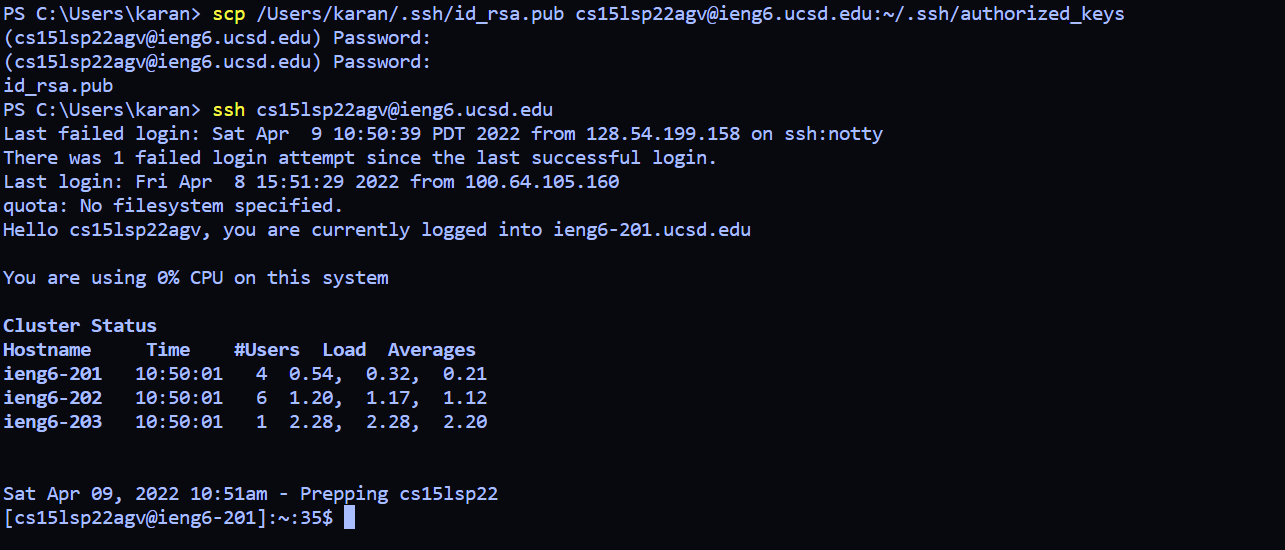 PS C:\Users\karan> scp /Users/karan/.ssh/id_rsa.pub cs15lsp22agv@ieng6.ucsd.edu:~/.ssh/authorized_keys
(cs15lsp22agv@ieng6.ucsd.edu) Password:
(cs15lsp22agv@ieng6.ucsd.edu) Password:
id_rsa.pub
PS C:\Users\karan> ssh cs15lsp22agv@ieng6.ucsd.edu
Last failed login: Sat Apr  9 10:50:39 PDT 2022 from 128.54.199.158 on ssh:notty
There was 1 failed login attempt since the last successful login.
Last login: Fri Apr  8 15:51:29 2022 from 100.64.105.160
quota: No filesystem specified.
Hello cs15lsp22agv, you are currently logged into ieng6-201.ucsd.edu
You are using 0% CPU on this system
Cluster Status
Hostname     Time    #Users  Load  Averages
ieng6-201   10:50:01   4  0.54,  0.32,  0.21
ieng6-202   10:50:01   6  1.20,  1.17,  1.12
ieng6-203   10:50:01   1  2.28,  2.28,  2.20
Sat Apr 09, 2022 10:51am - Prepping cs15lsp22
[cs15lsp22agv@ieng6-201]:~:35$